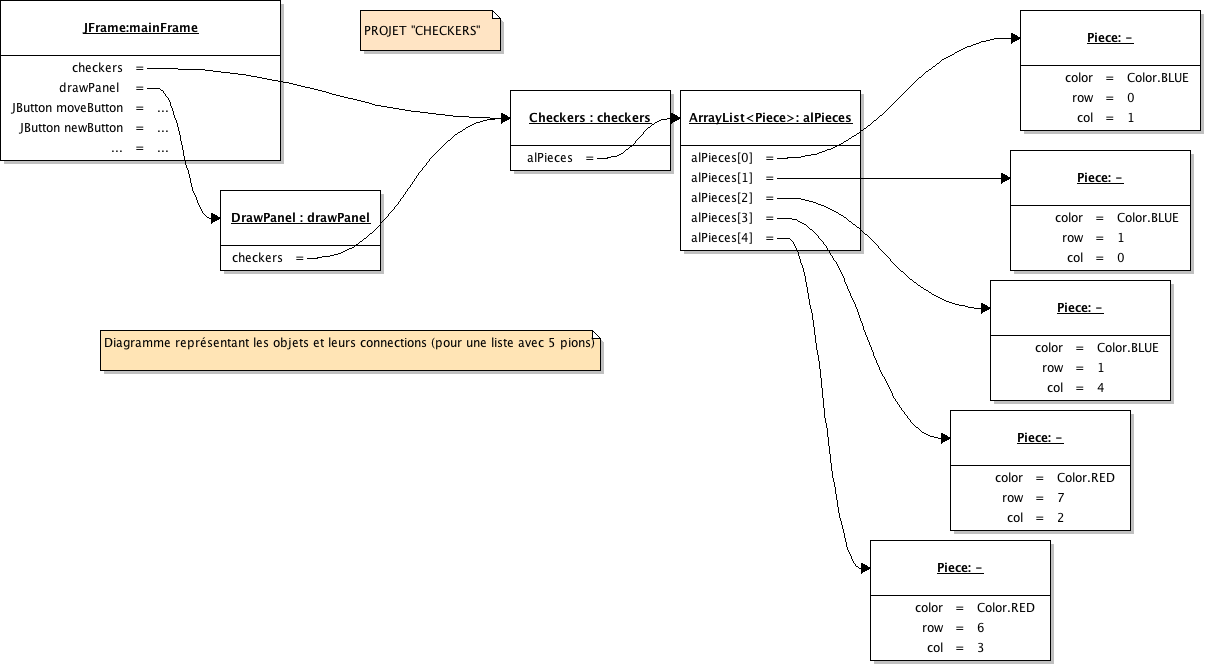 JFrame:mainFrame
checkers =
drawPanel =
JButton moveButton = ...
JButton newButton = ...
... = ...
PROJET "CHECKERS"
DrawPanel : drawPanel
checkers =
Checkers : checkers
alPieces =
ArrayList<Piece>: alPieces
alPieces[0] =
alPieces[1] =
alPieces[2] =
alPieces[3] =
alPieces[4] =
Piece: -
color = Color.BLUE
row = 0
col = 1
Piece: -
color = Color.BLUE
row = 1
col = 0
Piece: -
color = Color.BLUE
row = 1
col = 4
Piece: -
color = Color.RED
row = 7
col = 2
Piece: -
color = Color.RED
row = 6
col = 3
Diagramme représentant les objets et leurs connections (pour une liste avec 5 pions)